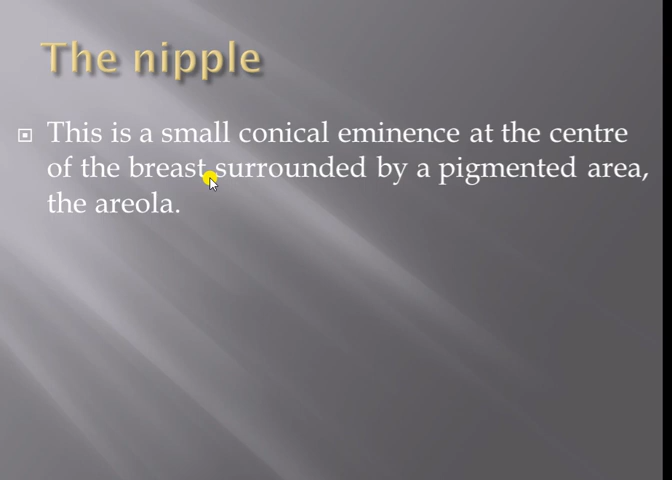 The nipple
This is a small conical eminence at the centre
of the breast surrounded by a pigmented area,
the areola.